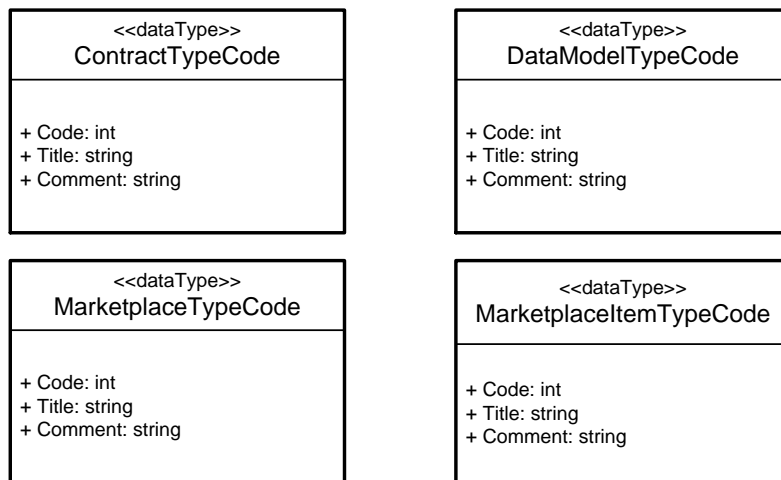 <<dataType>>
ContractTypeCode
+ Code: int
+ Title: string
+ Comment: string
<<dataType>>
DataModelTypeCode
+ Code: int
+ Title: string
+ Comment: string
<<dataType>>
MarketplaceTypeCode
+ Code: int
+ Title: string
+ Comment: string
<<dataType>>
MarketplaceItemTypeCode
+ Code: int
+ Title: string
+ Comment: string